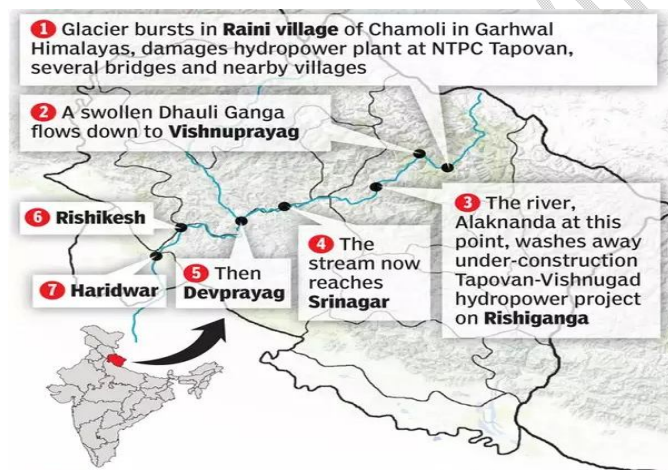 1 Glacier bursts in Raini village of Chamoli in Garhwal
Himalayas, damages hydropower plant at NTPC Tapovan,
several bridges and nearby villages
2 A swollen Dhauli Ganga
flows down to Vishnuprayag
3 The river,
Alaknanda at this
point, washes away
under-construction
Tapovan-Vishnugad
hydropower project
on Rishiganga
4 The
stream now
reaches
Srinagar
5 Then
Devprayag
6 Rishikesh
7 Haridwar